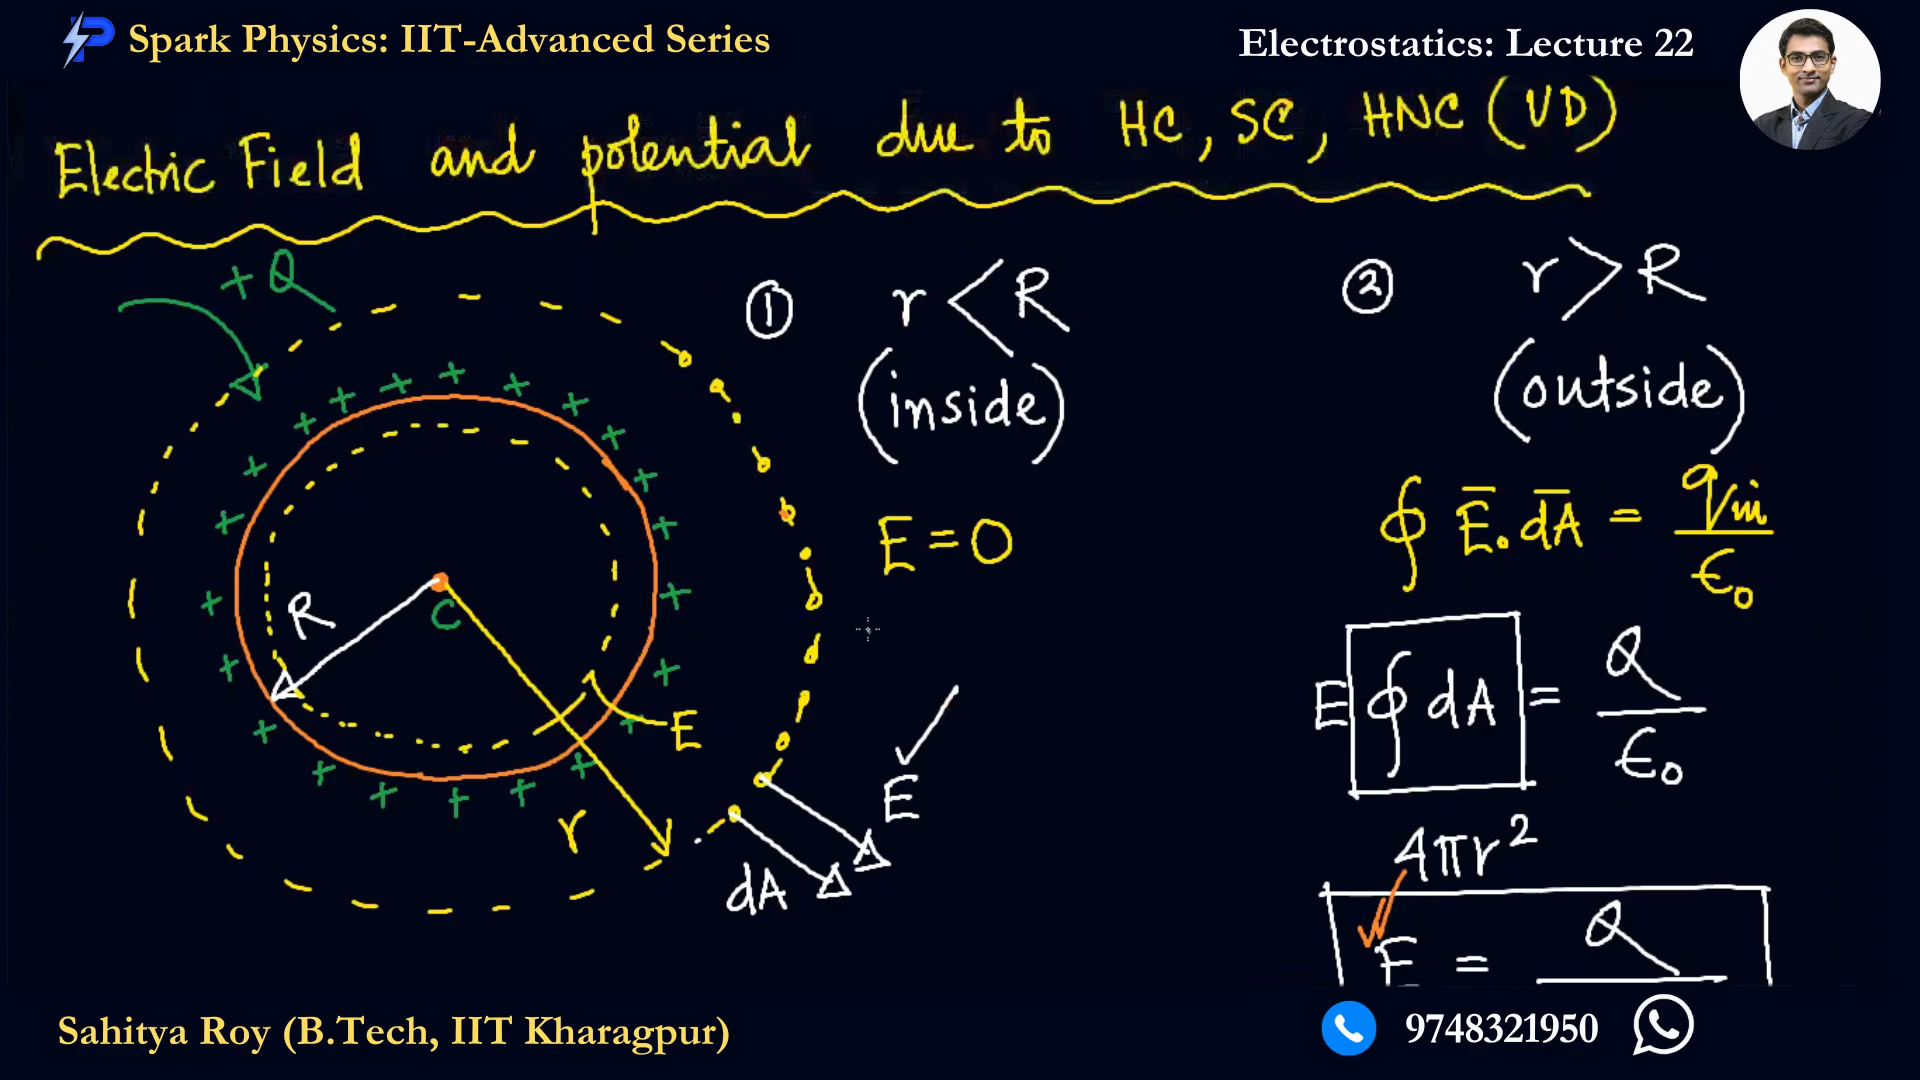 Spark Physics: IIT-Advanced Series
Electrostatics: Lecture 22
Electric Field and potential due to HC, SC, HNC (VD)
+Q
C
R
r
E
dA
E
① r < R
(inside)
E = 0
② r > R
(outside)
∮ E̅. dA̅ = qin / ϵ0
E ∮ dA = Q / ϵ0
4πr²
E = Q
Sahitya Roy (B.Tech, IIT Kharagpur)
9748321950